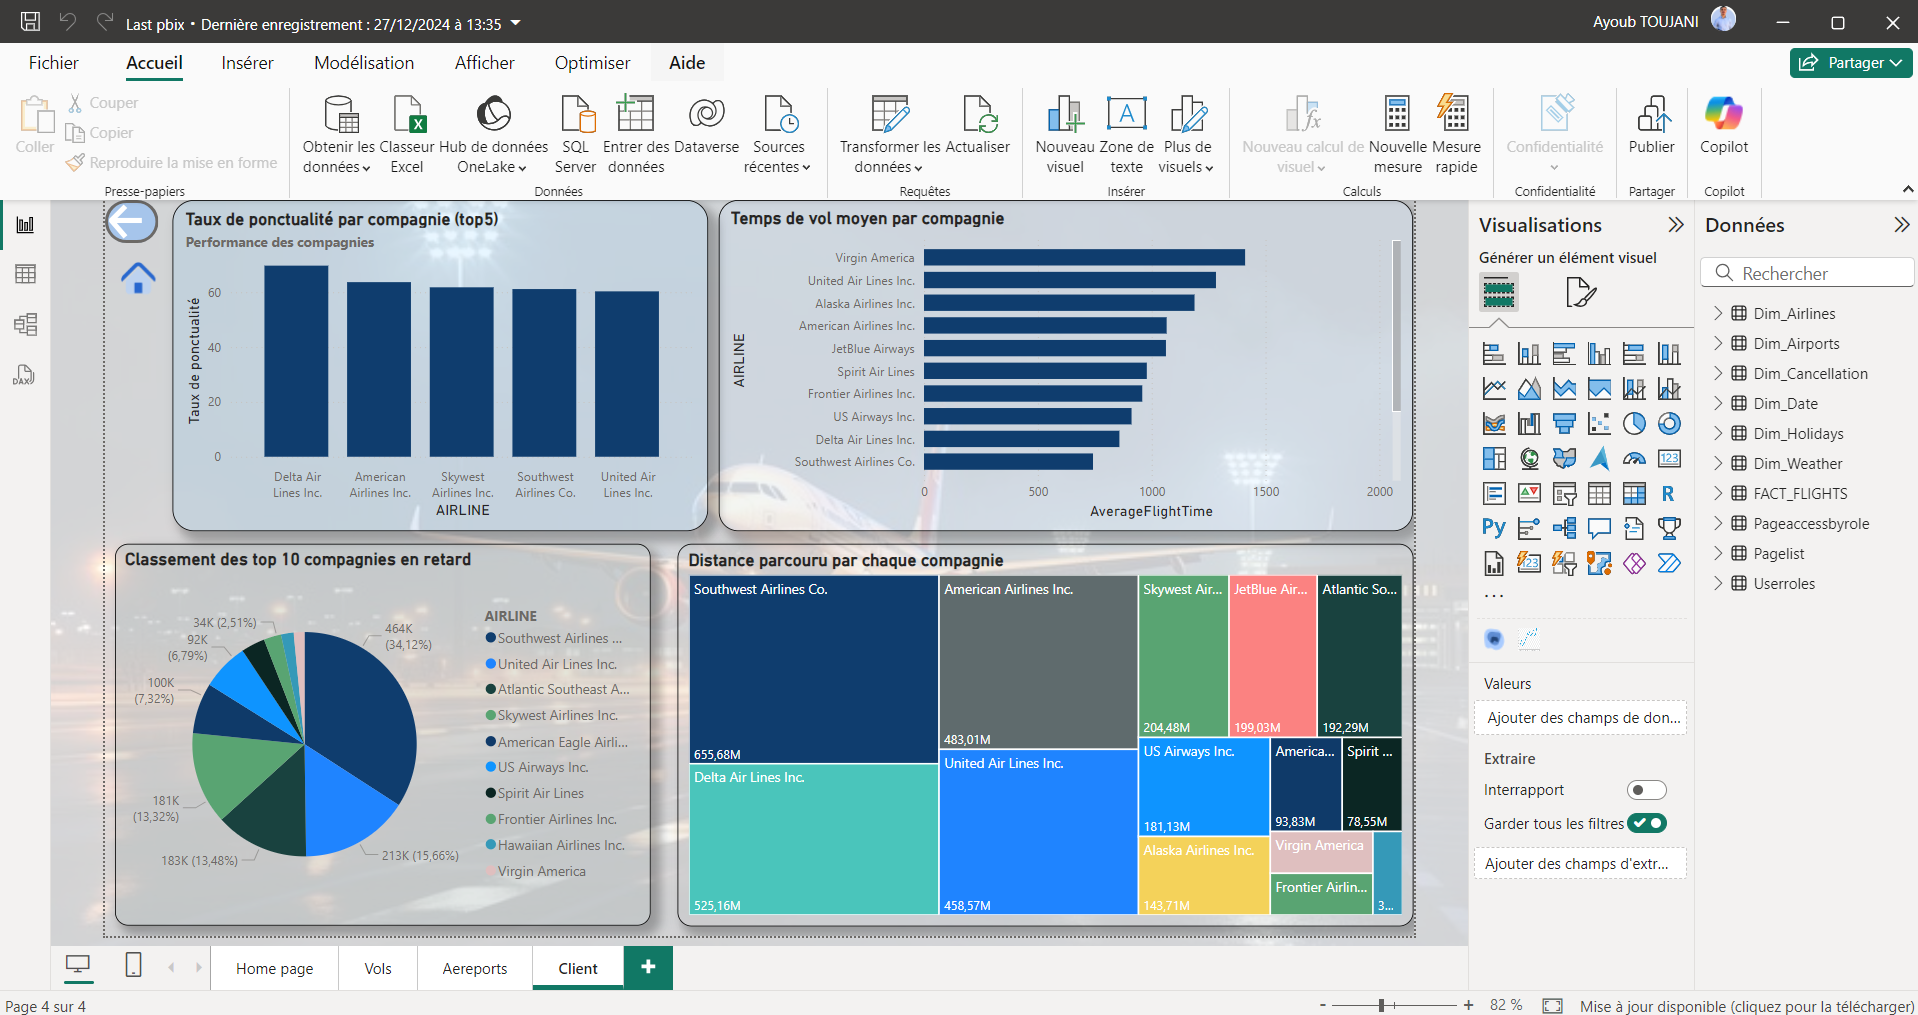 Last pbix • Dernière enregistrement : 27/12/2024 à 13:35
Ayoub TOUJANI
Fichier
Accueil
Insérer
Modélisation
Afficher
Optimiser
Aide
Partager
Coller
Couper
Copier
Reproduire la mise en forme
Presse-papiers
Obtenir les
données
Classeur
Excel
Hub de données
OneLake
SQL
Server
Entrer des
données
Dataverse
Sources
récentes
Données
Transformer les
données
Actualiser
Requêtes
Nouveau
visuel
Zone de
texte
A
Plus de
visuels
Insérer
Nouveau calcul de
visuel
fx
Nouvelle
mesure
Mesure
rapide
Calculs
Confidentialité
Confidentialité
Publier
Partager
Copilot
Copilot
DAX
Taux de ponctualité par compagnie (top5)
Performance des compagnies
Taux de ponctualité
60
40
20
0
Delta Air
Lines Inc.
American
Airlines Inc.
Skywest
Airlines Inc.
Southwest
Airlines Co.
United Air
Lines Inc.
AIRLINE
Temps de vol moyen par compagnie
AIRLINE
Virgin America
United Air Lines Inc.
Alaska Airlines Inc.
American Airlines Inc.
JetBlue Airways
Spirit Air Lines
Frontier Airlines Inc.
US Airways Inc.
Delta Air Lines Inc.
Southwest Airlines Co.
0
500
1000
1500
2000
AverageFlightTime
Classement des top 10 compagnies en retard
464K
(34,12%)
213K (15,66%)
183K (13,48%)
181K
(13,32%)
100K
(7,32%)
92K
(6,79%)
34K (2,51%)
AIRLINE
Southwest Airlines ...
United Air Lines Inc.
Atlantic Southeast A...
Skywest Airlines Inc.
American Eagle Airli...
US Airways Inc.
Spirit Air Lines
Frontier Airlines Inc.
Hawaiian Airlines Inc.
Virgin America
Distance parcouru par chaque compagnie
Southwest Airlines Co.
655,68M
Delta Air Lines Inc.
525,16M
American Airlines Inc.
483,01M
United Air Lines Inc.
458,57M
Skywest Air...
204,48M
JetBlue Air...
199,03M
Atlantic So...
192,29M
US Airways Inc.
181,13M
Alaska Airlines Inc.
143,71M
America...
93,83M
Spirit ...
78,55M
Virgin America
Frontier Airlin...
3...
Visualisations
Générer un élément visuel
123
R
Py
123
...
Valeurs
Ajouter des champs de don...
Extraire
Interrapport
Garder tous les filtres
Ajouter des champs d'extr...
Données
Rechercher
Dim_Airlines
Dim_Airports
Dim_Cancellation
Dim_Date
Dim_Holidays
Dim_Weather
FACT_FLIGHTS
Pageaccessbyrole
Pagelist
Userroles
Home page
Vols
Aereports
Client
+
Page 4 sur 4
- + 82 %
Mise à jour disponible (cliquez pour la télécharger)